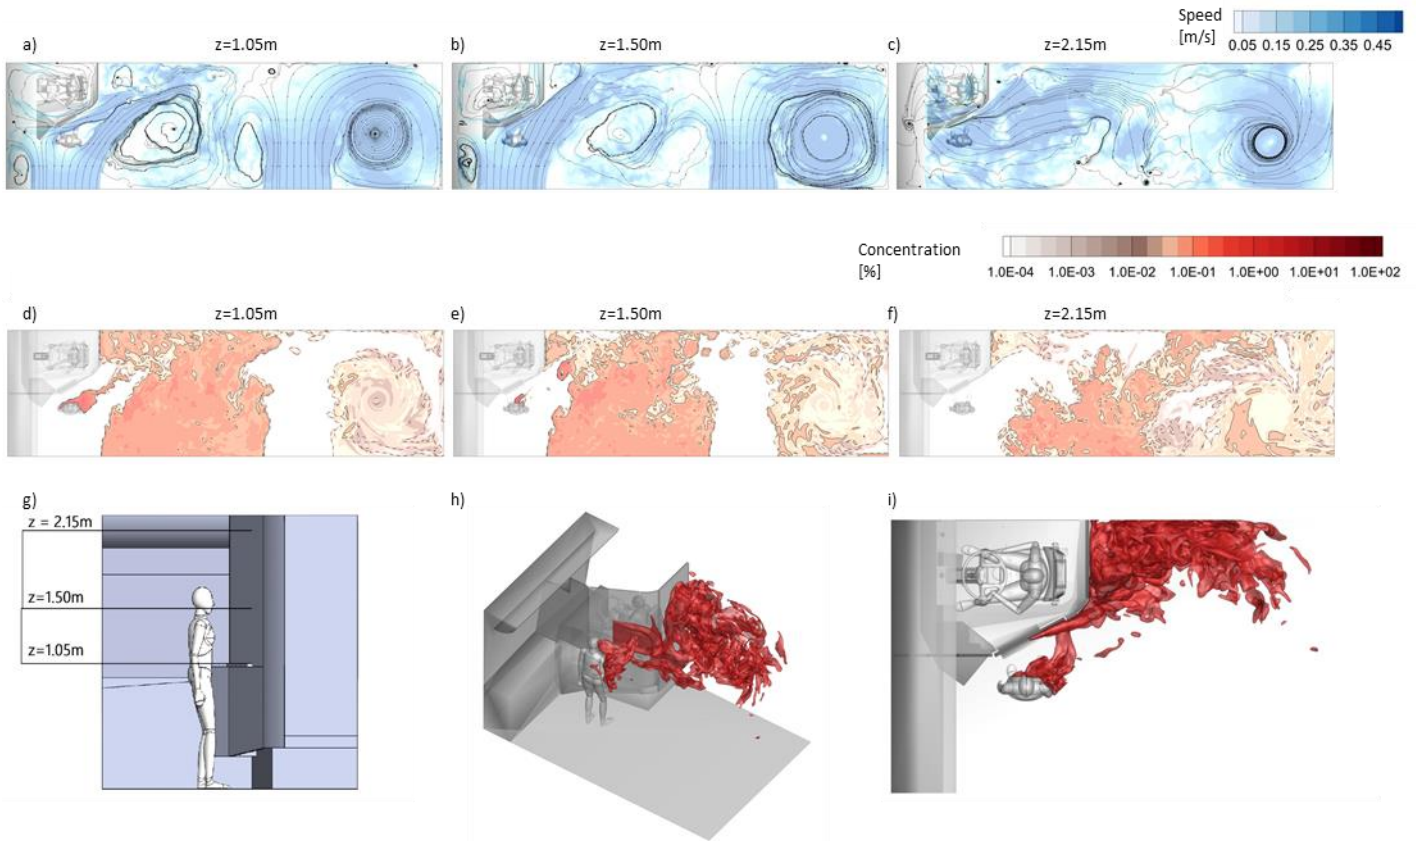 Speed
[m/s]
0.05 0.15 0.25 0.35 0.45
a) z=1.05m b) z=1.50m c) z=2.15m
Concentration
[%]
1.0E-04 1.0E-03 1.0E-02 1.0E-01 1.0E+00 1.0E+01 1.0E+02
d) z=1.05m e) z=1.50m f) z=2.15m
g) h) i)
z = 2.15m
z=1.50m
z=1.05m